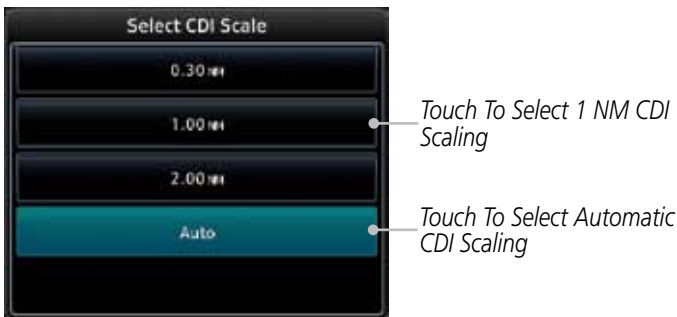 Select CDI Scale
0.30 NM
1.00 NM
Touch To Select 1 NM CDI
Scaling
2.00 NM
Auto
Touch To Select Automatic
CDI Scaling